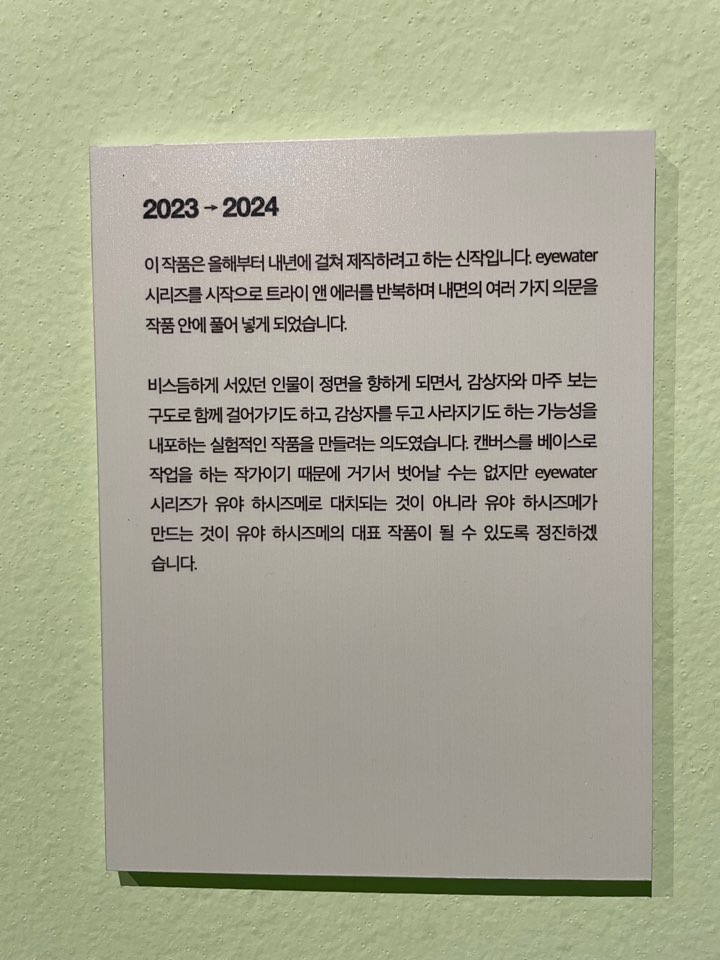 2023 → 2024
이 작품은 올해부터 내년에 걸쳐 제작하려고 하는 신작입니다. eyewater
시리즈를 시작으로 트라이 앤 에러를 반복하며 내면의 여러 가지 의문을
작품 안에 풀어 넣게 되었습니다.
비스듬하게 서있던 인물이 정면을 향하게 되면서, 감상자와 마주 보는
구도로 함께 걸어가기도 하고, 감상자를 두고 사라지기도 하는 가능성을
내포하는 실험적인 작품을 만들려는 의도였습니다. 캔버스를 베이스로
작업을 하는 작가이기 때문에 거기서 벗어날 수는 없지만 eyewater
시리즈가 유야 하시즈메로 대치되는 것이 아니라 유야 하시즈메가
만드는 것이 유야 하시즈메의 대표 작품이 될 수 있도록 정진하겠
습니다.